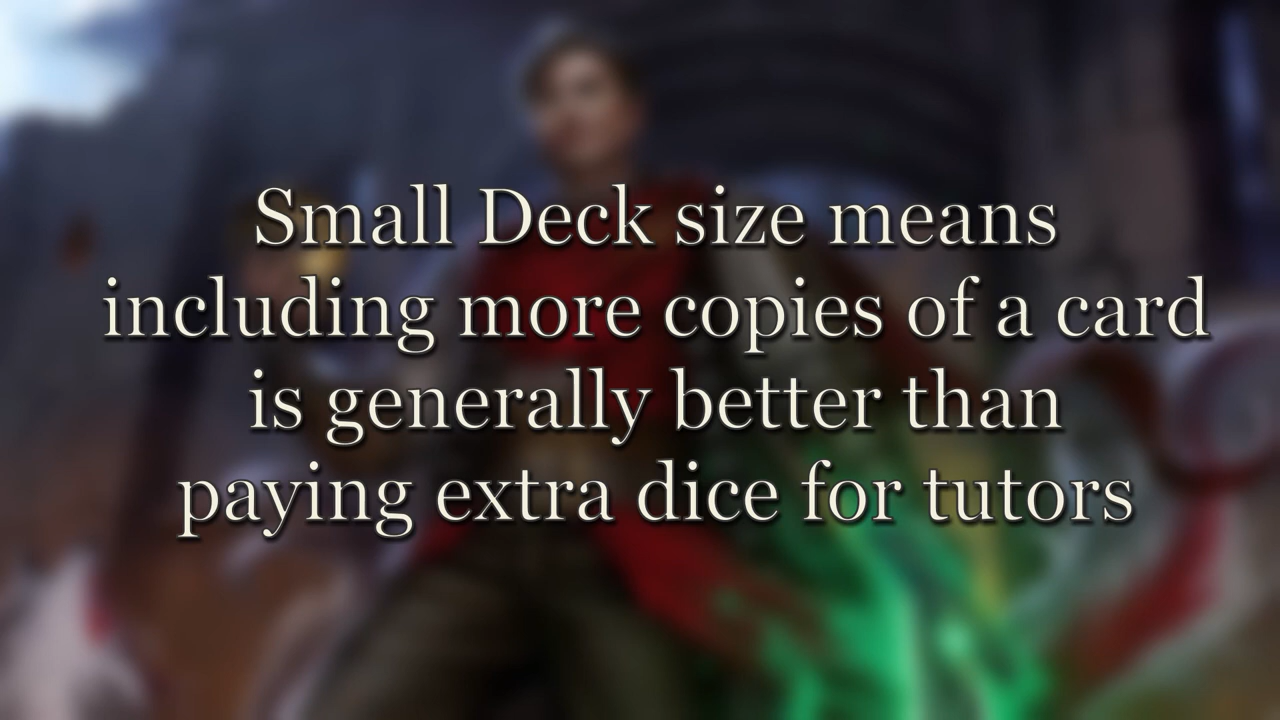 Small Deck size means
including more copies of a card
is generally better than
paying extra dice for tutors